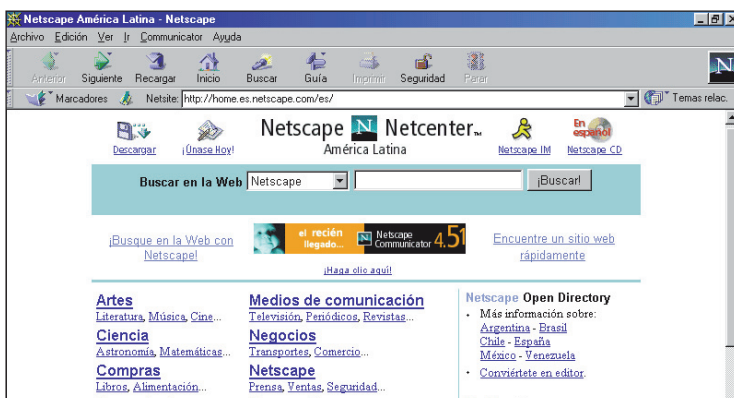 Netscape América Latina - Netscape
Archivo Edición Ver Ir Communicator Ayuda
Anterior Siguiente Recargar Inicio Buscar Guía Imprimir Seguridad Parar
N
Marcadores Netsite: http://home.es.netscape.com/es/ Temas relac.
Descargar ¡Únase Hoy! Netscape N Netcenter™ Netscape IM En español Netscape CD
América Latina
Buscar en la Web Netscape ¡Buscar!
¡Busque en la Web con Netscape!
el recién llegado... N Netscape Communicator 4.51
Encuentre un sitio web rápidamente
¡Haga clic aquí!
Artes
Literatura, Música, Cine...
Ciencia
Astronomía, Matemáticas...
Compras
Libros, Alimentación...
Medios de comunicación
Televisión, Periódicos, Revistas...
Negocios
Transportes, Comercio...
Netscape
Prensa, Ventas, Seguridad...
Netscape Open Directory
• Más información sobre:
Argentina - Brasil
Chile - España
México - Venezuela
• Conviértete en editor.